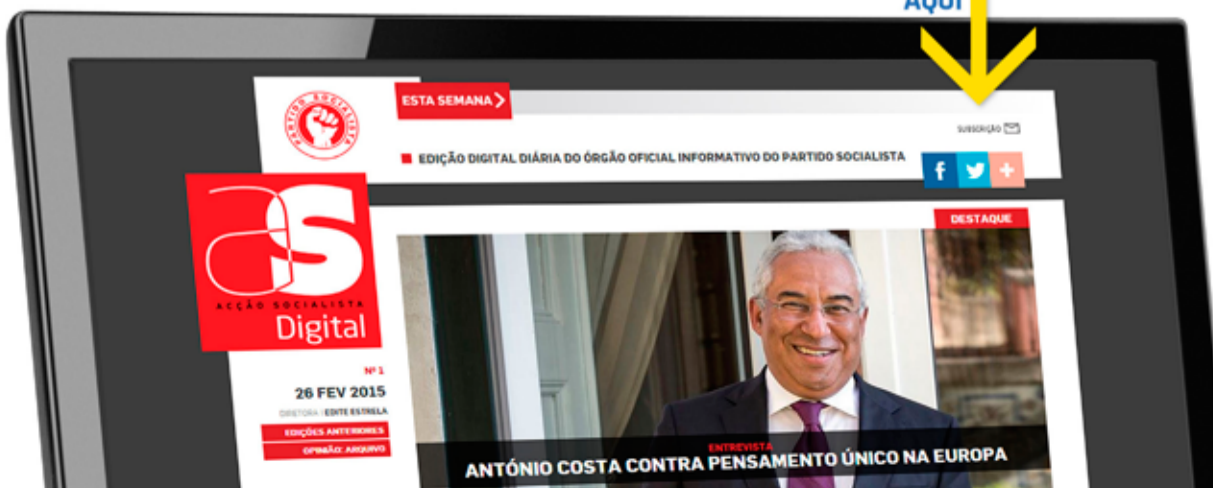 AQUI
PARTIDO SOCIALISTA
ESTA SEMANA
SUBSCRIÇÃO
EDIÇÃO DIGITAL DIÁRIA DO ÓRGÃO OFICIAL INFORMATIVO DO PARTIDO SOCIALISTA
f
DESTAQUE
aS
ACÇÃO SOCIALISTA
Digital
Nº 1
26 FEV 2015
DIRETORA: EDITE ESTRELA
EDIÇÕES ANTERIORES
OPINIÃO: ARQUIVO
ENTREVISTA
ANTÓNIO COSTA CONTRA PENSAMENTO ÚNICO NA EUROPA